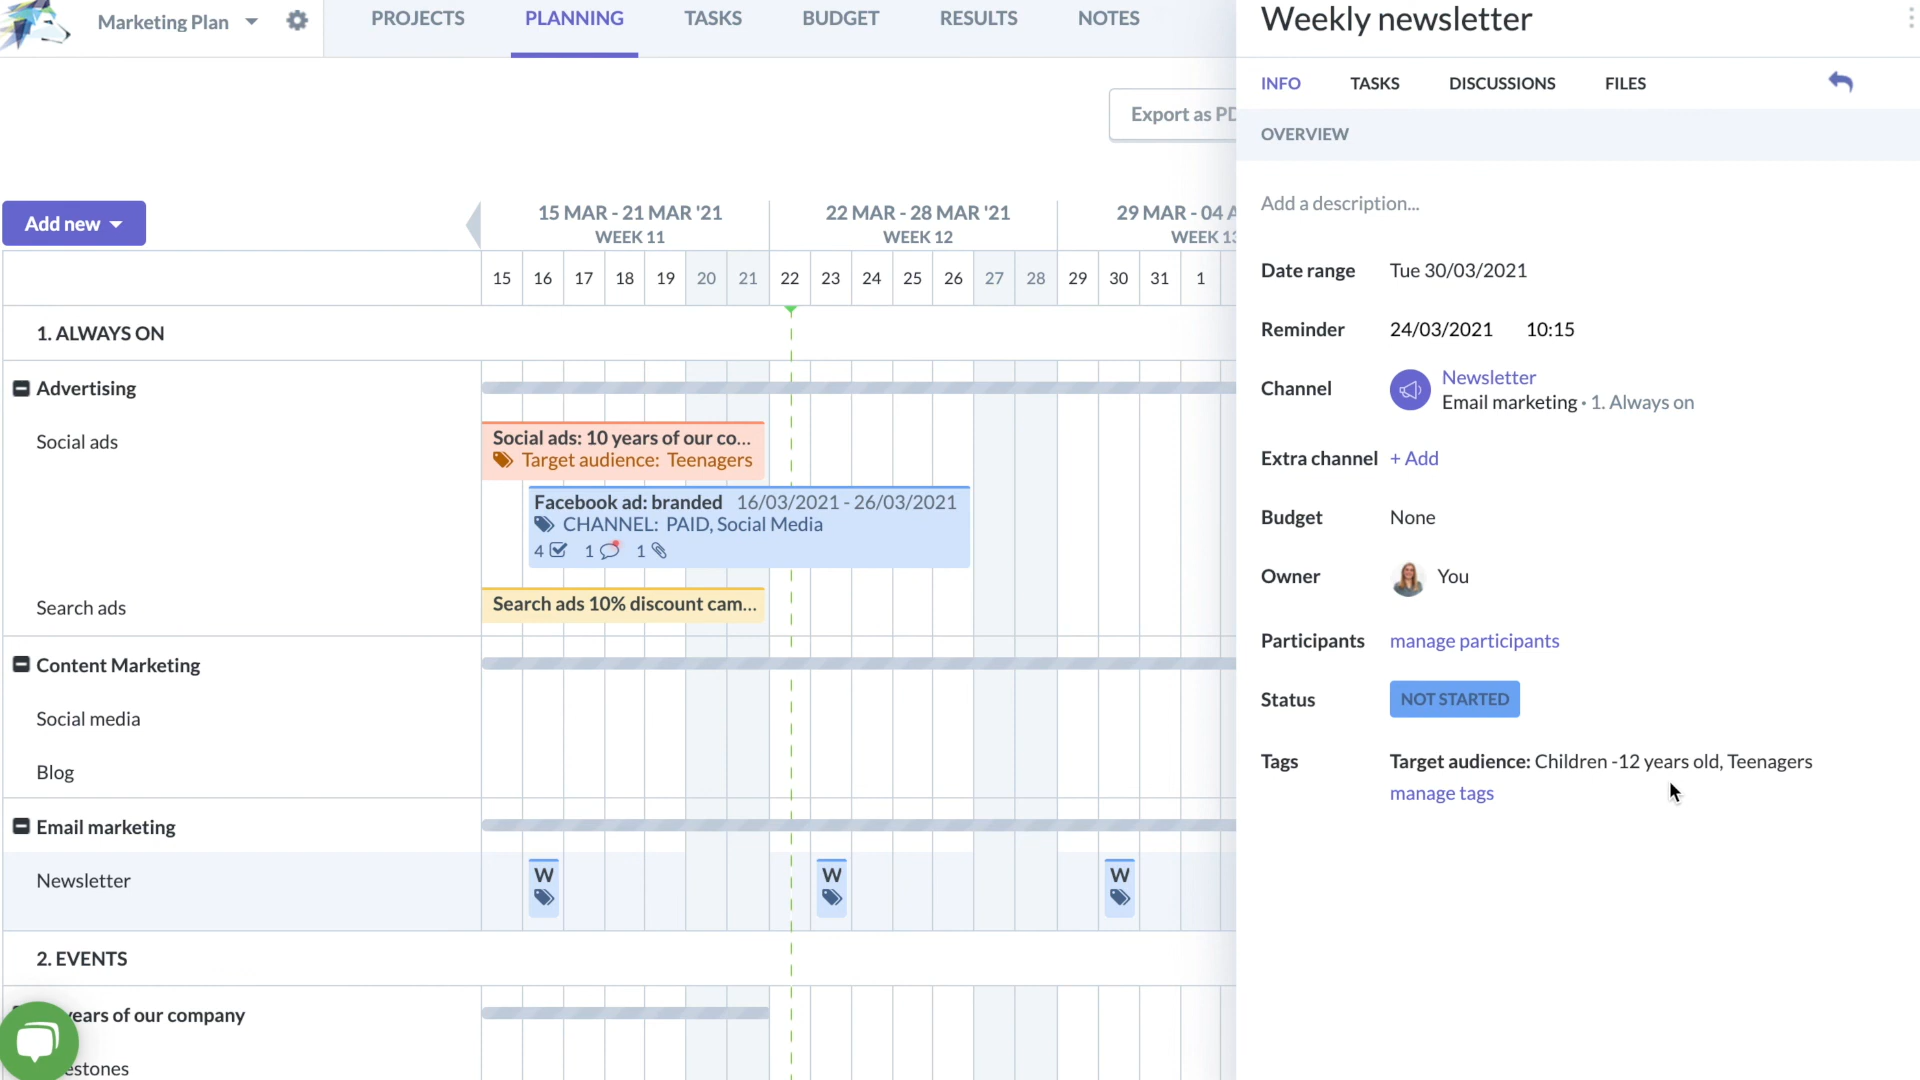 Marketing Plan
PROJECTS
PLANNING
TASKS
BUDGET
RESULTS
NOTES
Export as PD
Add new
15 MAR - 21 MAR '21
WEEK 11
22 MAR - 28 MAR '21
WEEK 12
29 MAR - 04 A
WEEK 13
15 16 17 18 19 20 21 22 23 24 25 26 27 28 29 30 31 1
1. ALWAYS ON
Advertising
Social ads
Social ads: 10 years of our co...
Target audience: Teenagers
Facebook ad: branded 16/03/2021 - 26/03/2021
CHANNEL: PAID, Social Media
4 1 1
Search ads
Search ads 10% discount cam...
Content Marketing
Social media
Blog
Email marketing
Newsletter
W W W
2. EVENTS
years of our company
estones
Weekly newsletter
INFO
TASKS
DISCUSSIONS
FILES
OVERVIEW
Add a description...
Date range Tue 30/03/2021
Reminder 24/03/2021 10:15
Channel Newsletter
Email marketing • 1. Always on
Extra channel + Add
Budget None
Owner You
Participants manage participants
Status NOT STARTED
Tags Target audience: Children -12 years old, Teenagers
manage tags